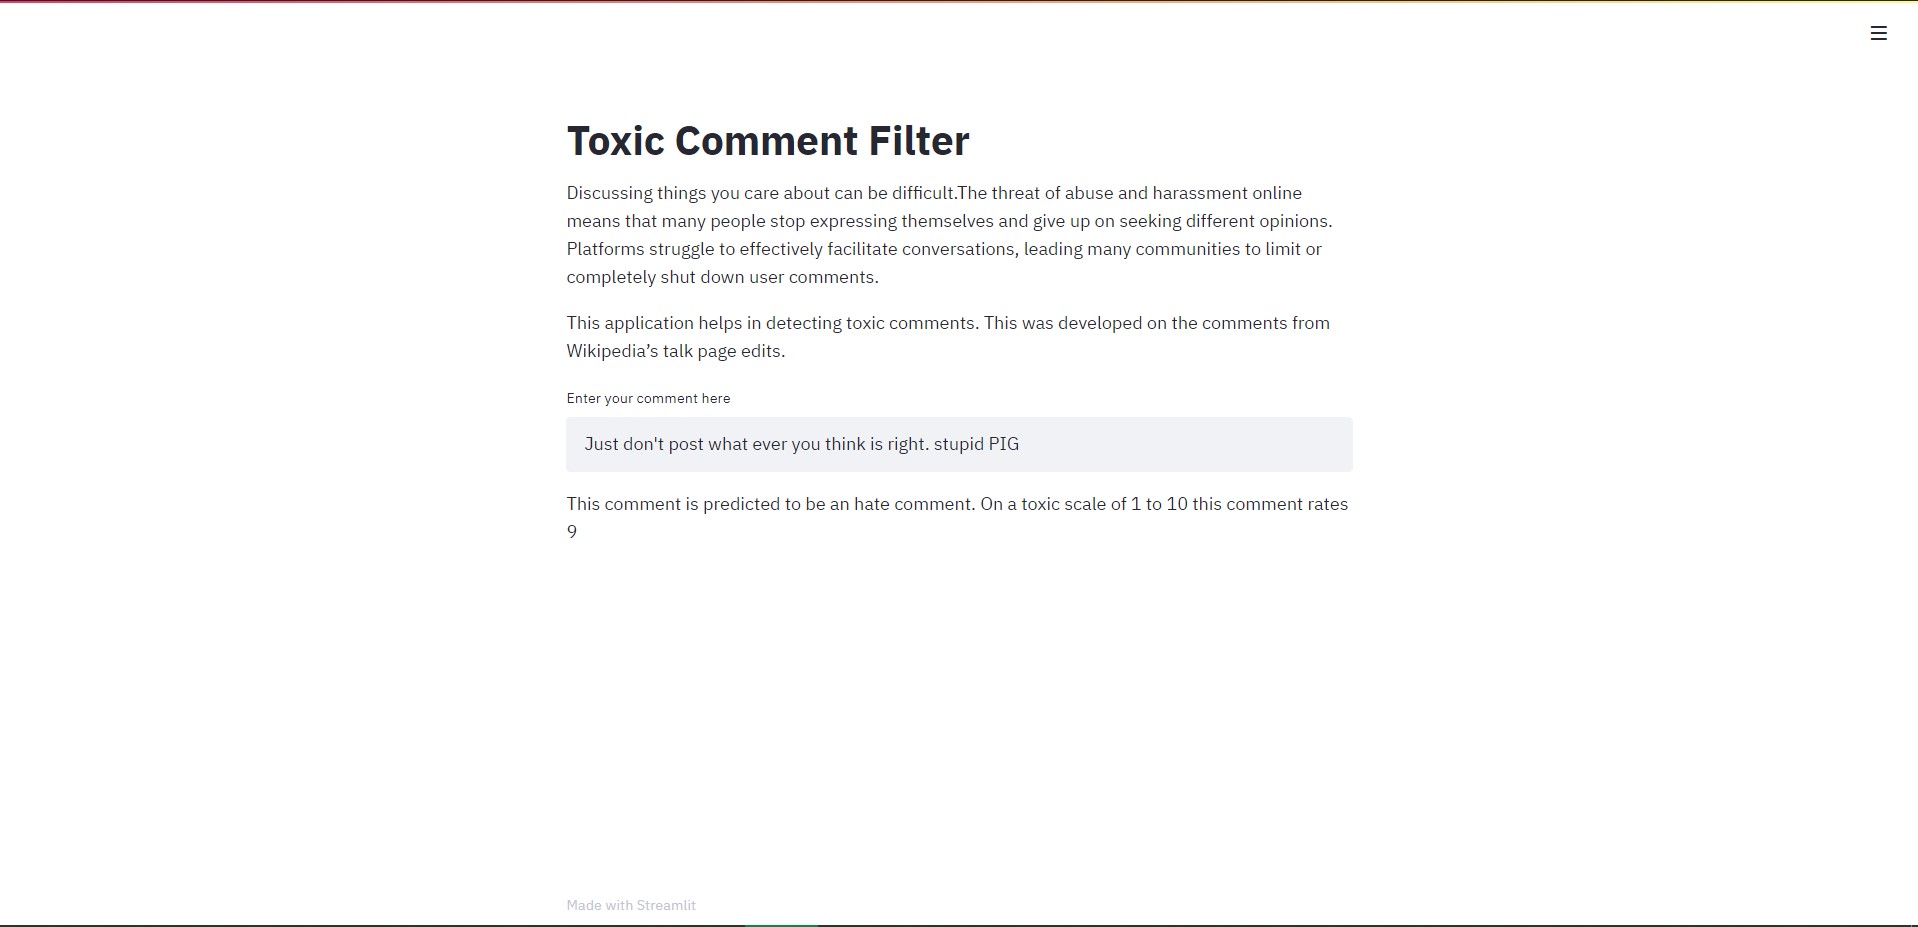 Toxic Comment Filter
Discussing things you care about can be difficult.The threat of abuse and harassment online
means that many people stop expressing themselves and give up on seeking different opinions.
Platforms struggle to effectively facilitate conversations, leading many communities to limit or
completely shut down user comments.
This application helps in detecting toxic comments. This was developed on the comments from
Wikipedia’s talk page edits.
Enter your comment here
Just don't post what ever you think is right. stupid PIG
This comment is predicted to be an hate comment. On a toxic scale of 1 to 10 this comment rates
9
Made with Streamlit